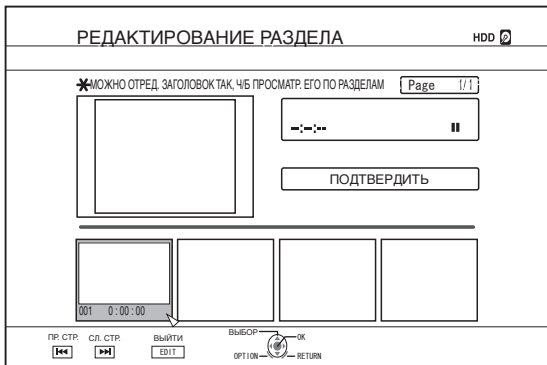 РЕДАКТИРОВАНИЕ РАЗДЕЛА HDD
*МОЖНО ОТРЕД. ЗАГОЛОВОК ТАК, Ч/Б ПРОСМАТР. ЕГО ПО РАЗДЕЛАМ Page 1/1
--:--:--
ПОДТВЕРДИТЬ
001 0:00:00
ПР. СТР. СЛ. СТР. ВЫЙТИ ВЫБОР OK
EDIT OPTION RETURN